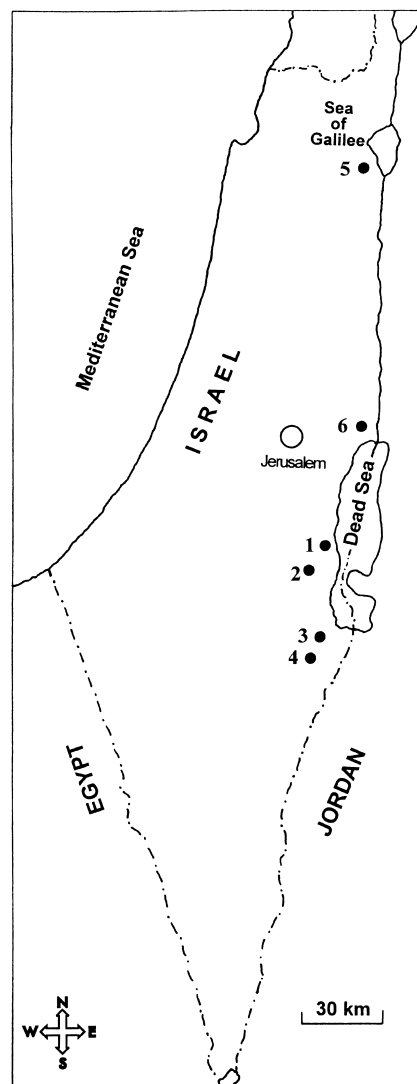 Sea
of
Galilee
5
Mediterranean Sea
ISRAEL
6
Jerusalem
Dead Sea
1
2
3
4
EGYPT
JORDAN
N
W E
S
30 km